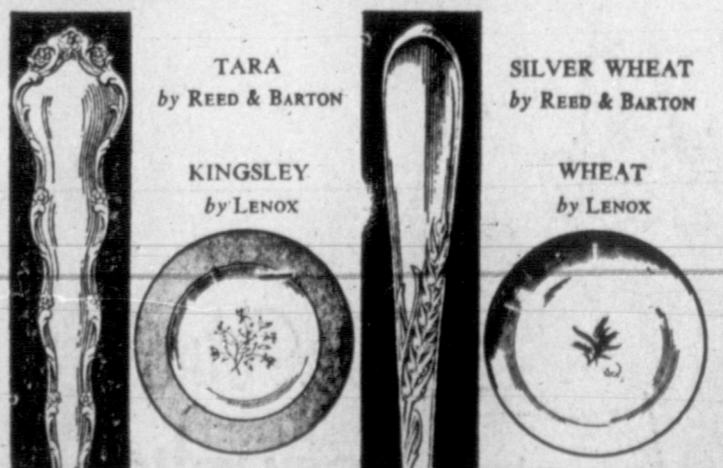 TARA
by REED & BARTON
KINGSLEY
by LENOX
SILVER WHEAT
by REED & BARTON
WHEAT
by LENOX